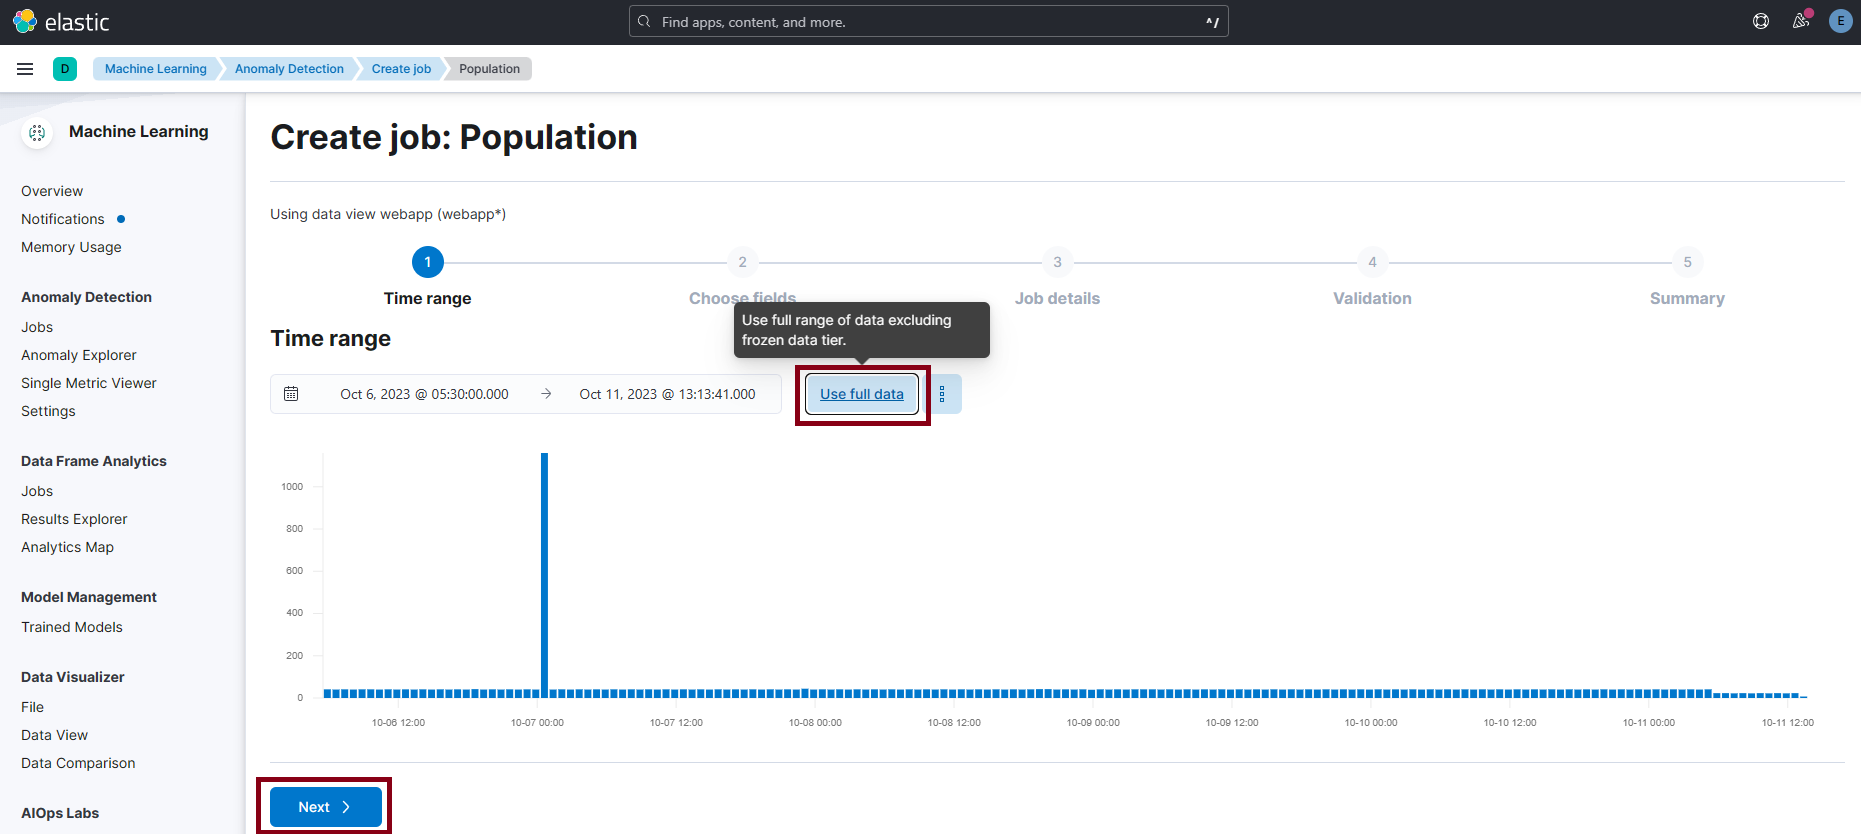 elastic
Find apps, content, and more.
^/
E
D
Machine Learning
Anomaly Detection
Create job
Population
Machine Learning
Overview
Notifications
Memory Usage
Anomaly Detection
Jobs
Anomaly Explorer
Single Metric Viewer
Settings
Data Frame Analytics
Jobs
Results Explorer
Analytics Map
Model Management
Trained Models
Data Visualizer
File
Data View
Data Comparison
AIOps Labs
Create job: Population
Using data view webapp (webapp*)
1
2
3
4
5
Time range
Choose fields
Job details
Validation
Summary
Use full range of data excluding
frozen data tier.
Time range
Oct 6, 2023 @ 05:30:00.000
→
Oct 11, 2023 @ 13:13:41.000
Use full data
1000
800
600
400
200
0
10-06 12:00
10-07 00:00
10-07 12:00
10-08 00:00
10-08 12:00
10-09 00:00
10-09 12:00
10-10 00:00
10-10 12:00
10-11 00:00
10-11 12:00
Next